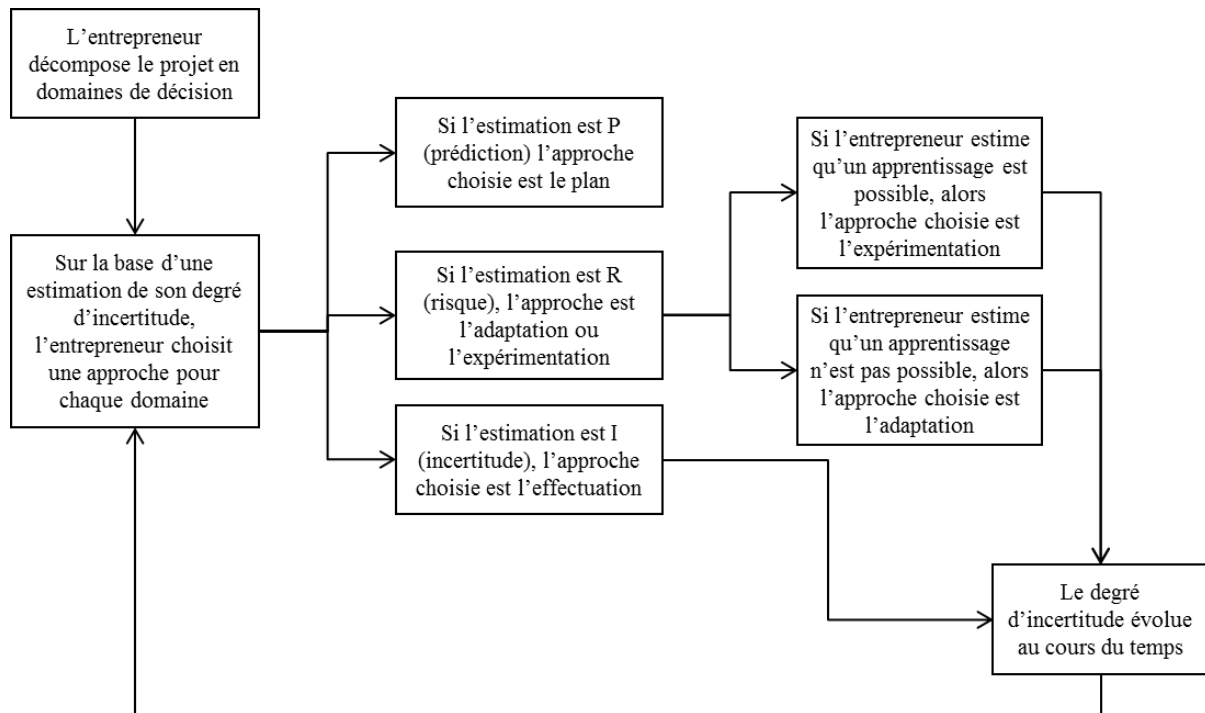 L’entrepreneur
décompose le projet en
domaines de décision
Sur la base d’une
estimation de son degré
d’incertitude,
l’entrepreneur choisit
une approche pour
chaque domaine
Si l’estimation est P
(prédiction) l’approche
choisie est le plan
Si l’estimation est R
(risque), l’approche est
l’adaptation ou
l’expérimentation
Si l’estimation est I
(incertitude), l’approche
choisie est l’effectuation
Si l’entrepreneur estime
qu’un apprentissage est
possible, alors
l’approche choisie est
l’expérimentation
Si l’entrepreneur estime
qu’un apprentissage
n’est pas possible, alors
l’approche choisie est
l’adaptation
Le degré
d’incertitude évolue
au cours du temps